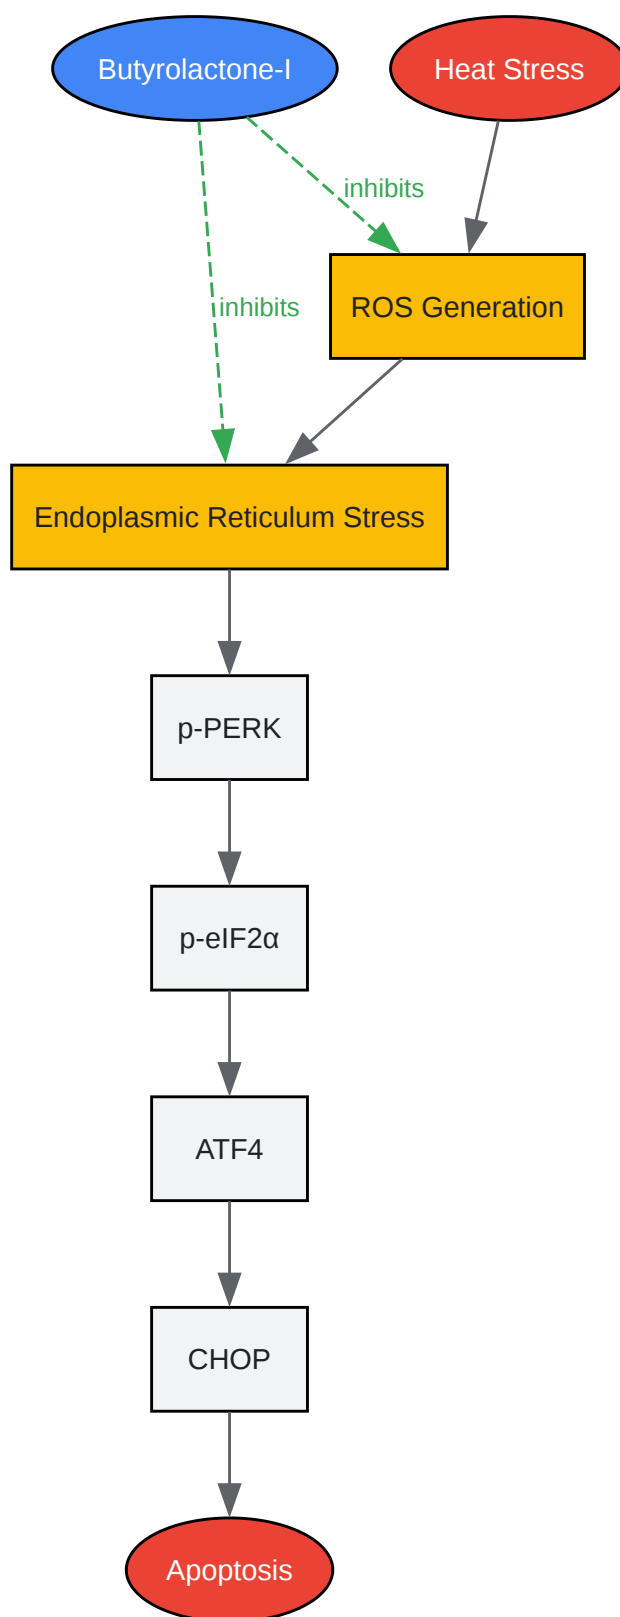 Butyrolactone-I
Heat Stress
inhibits
ROS Generation
inhibits
Endoplasmic Reticulum Stress
p-PERK
p-eIF2α
ATF4
CHOP
Apoptosis